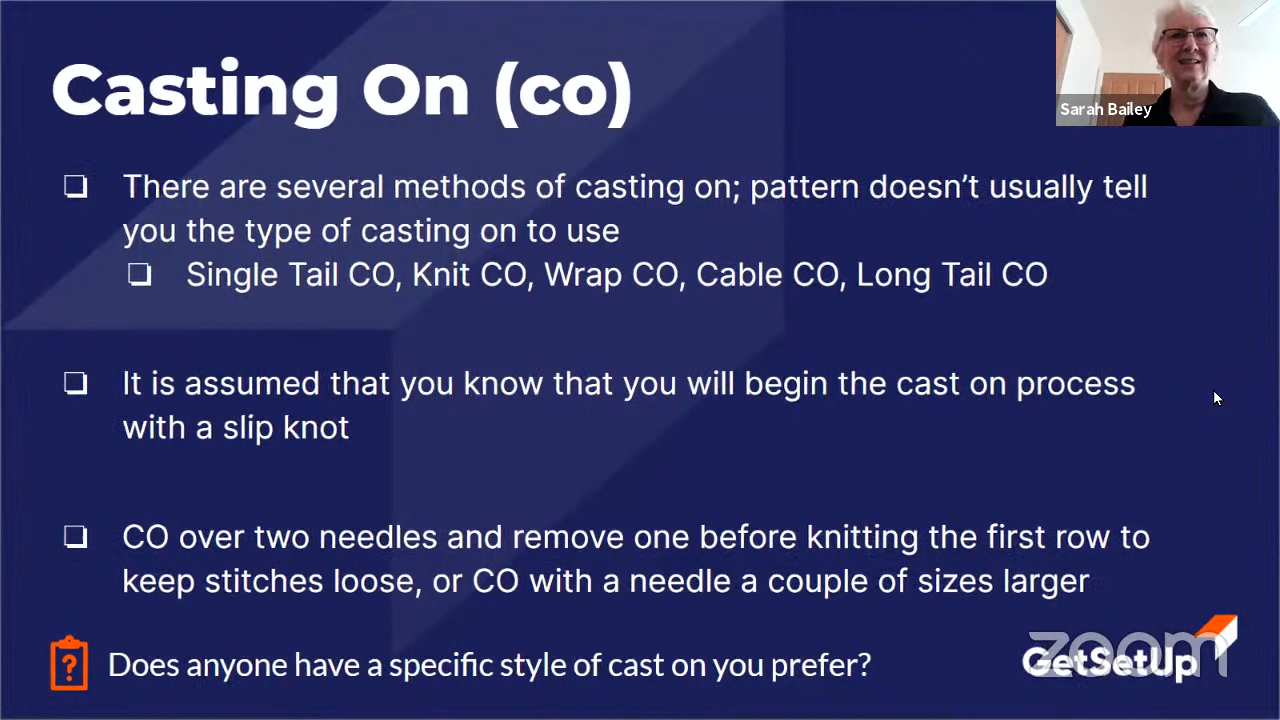 Casting On (co)
Sarah Bailey
❏ There are several methods of casting on; pattern doesn’t usually tell
you the type of casting on to use
❏ Single Tail CO, Knit CO, Wrap CO, Cable CO, Long Tail CO
❏ It is assumed that you know that you will begin the cast on process
with a slip knot
❏ CO over two needles and remove one before knitting the first row to
keep stitches loose, or CO with a needle a couple of sizes larger
? Does anyone have a specific style of cast on you prefer?
zoom
GetSetUp